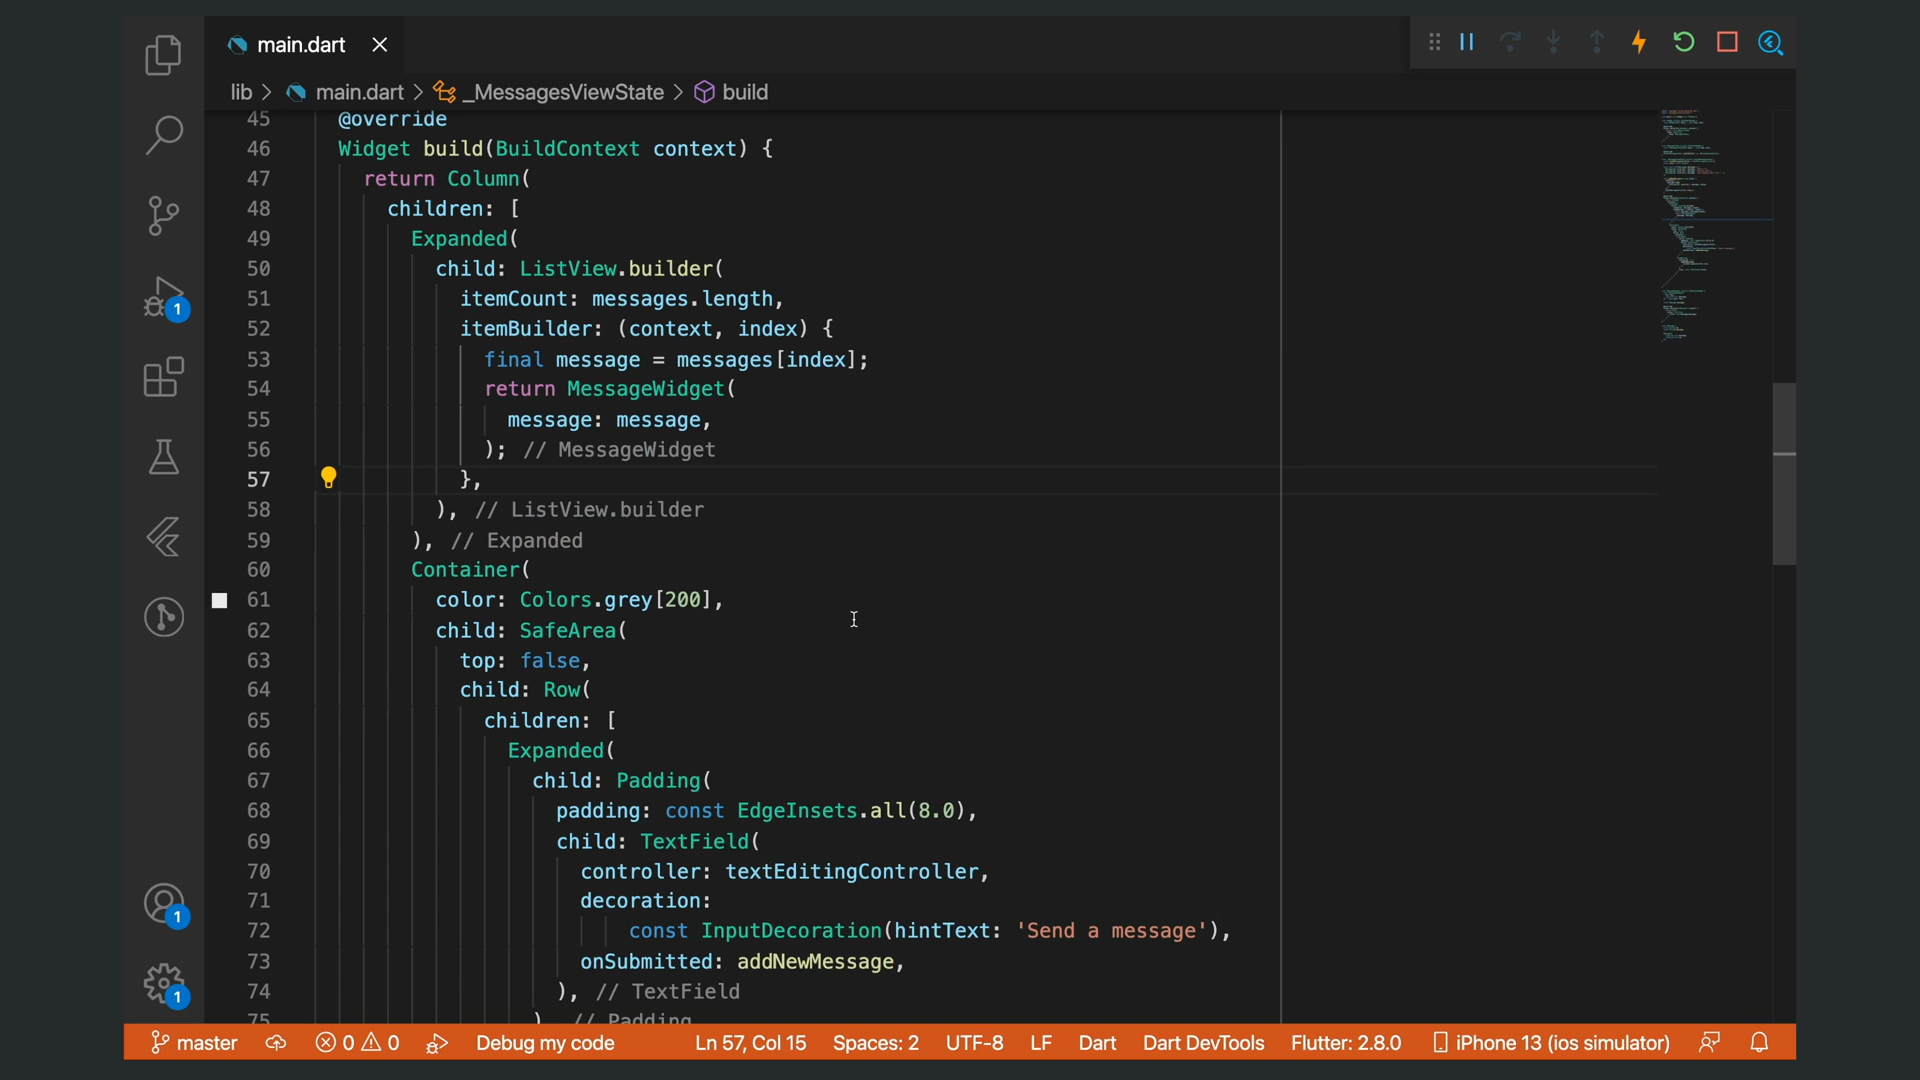 main.dart
lib > main.dart > _MessagesViewState > build
45 @override
46 Widget build(BuildContext context) {
47 return Column(
48 children: [
49 Expanded(
50 child: ListView.builder(
51 itemCount: messages.length,
52 itemBuilder: (context, index) {
53 final message = messages[index];
54 return MessageWidget(
55 message: message,
56 ); // MessageWidget
57 },
58 ), // ListView.builder
59 ), // Expanded
60 Container(
61 color: Colors.grey[200],
62 child: SafeArea(
63 top: false,
64 child: Row(
65 children: [
66 Expanded(
67 child: Padding(
68 padding: const EdgeInsets.all(8.0),
69 child: TextField(
70 controller: textEditingController,
71 decoration:
72 const InputDecoration(hintText: 'Send a message'),
73 onSubmitted: addNewMessage,
74 ), // TextField
75 ) // Padding
1
1
1
master 0 0 Debug my code Ln 57, Col 15 Spaces: 2 UTF-8 LF Dart Dart DevTools Flutter: 2.8.0 iPhone 13 (ios simulator)